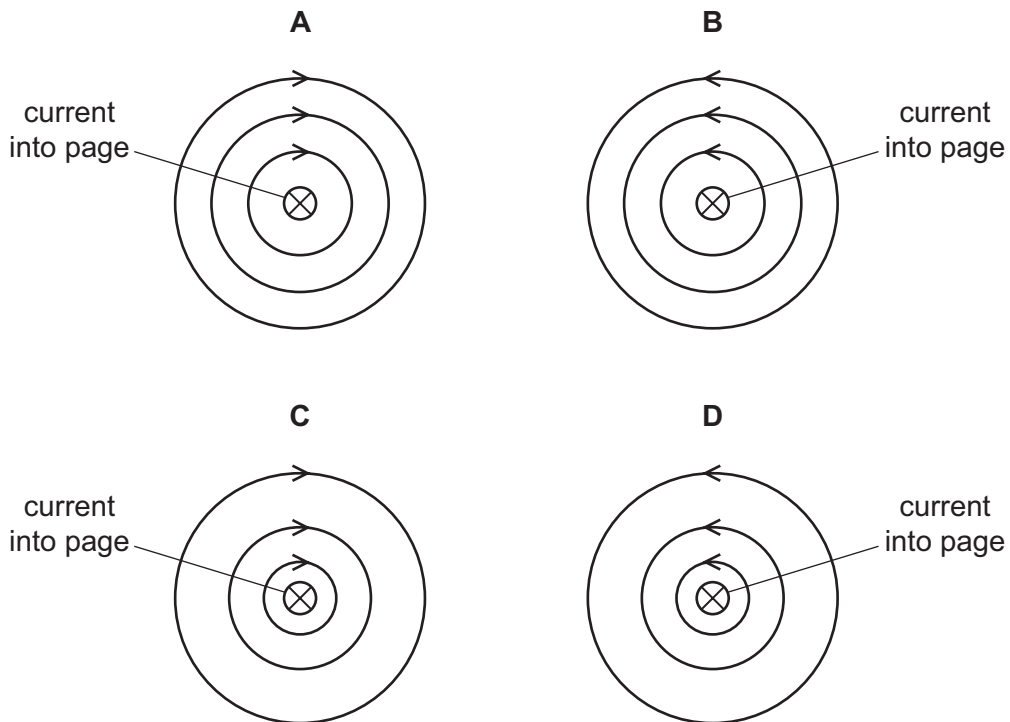 A
B
current
into page
current
into page
C
D
current
into page
current
into page